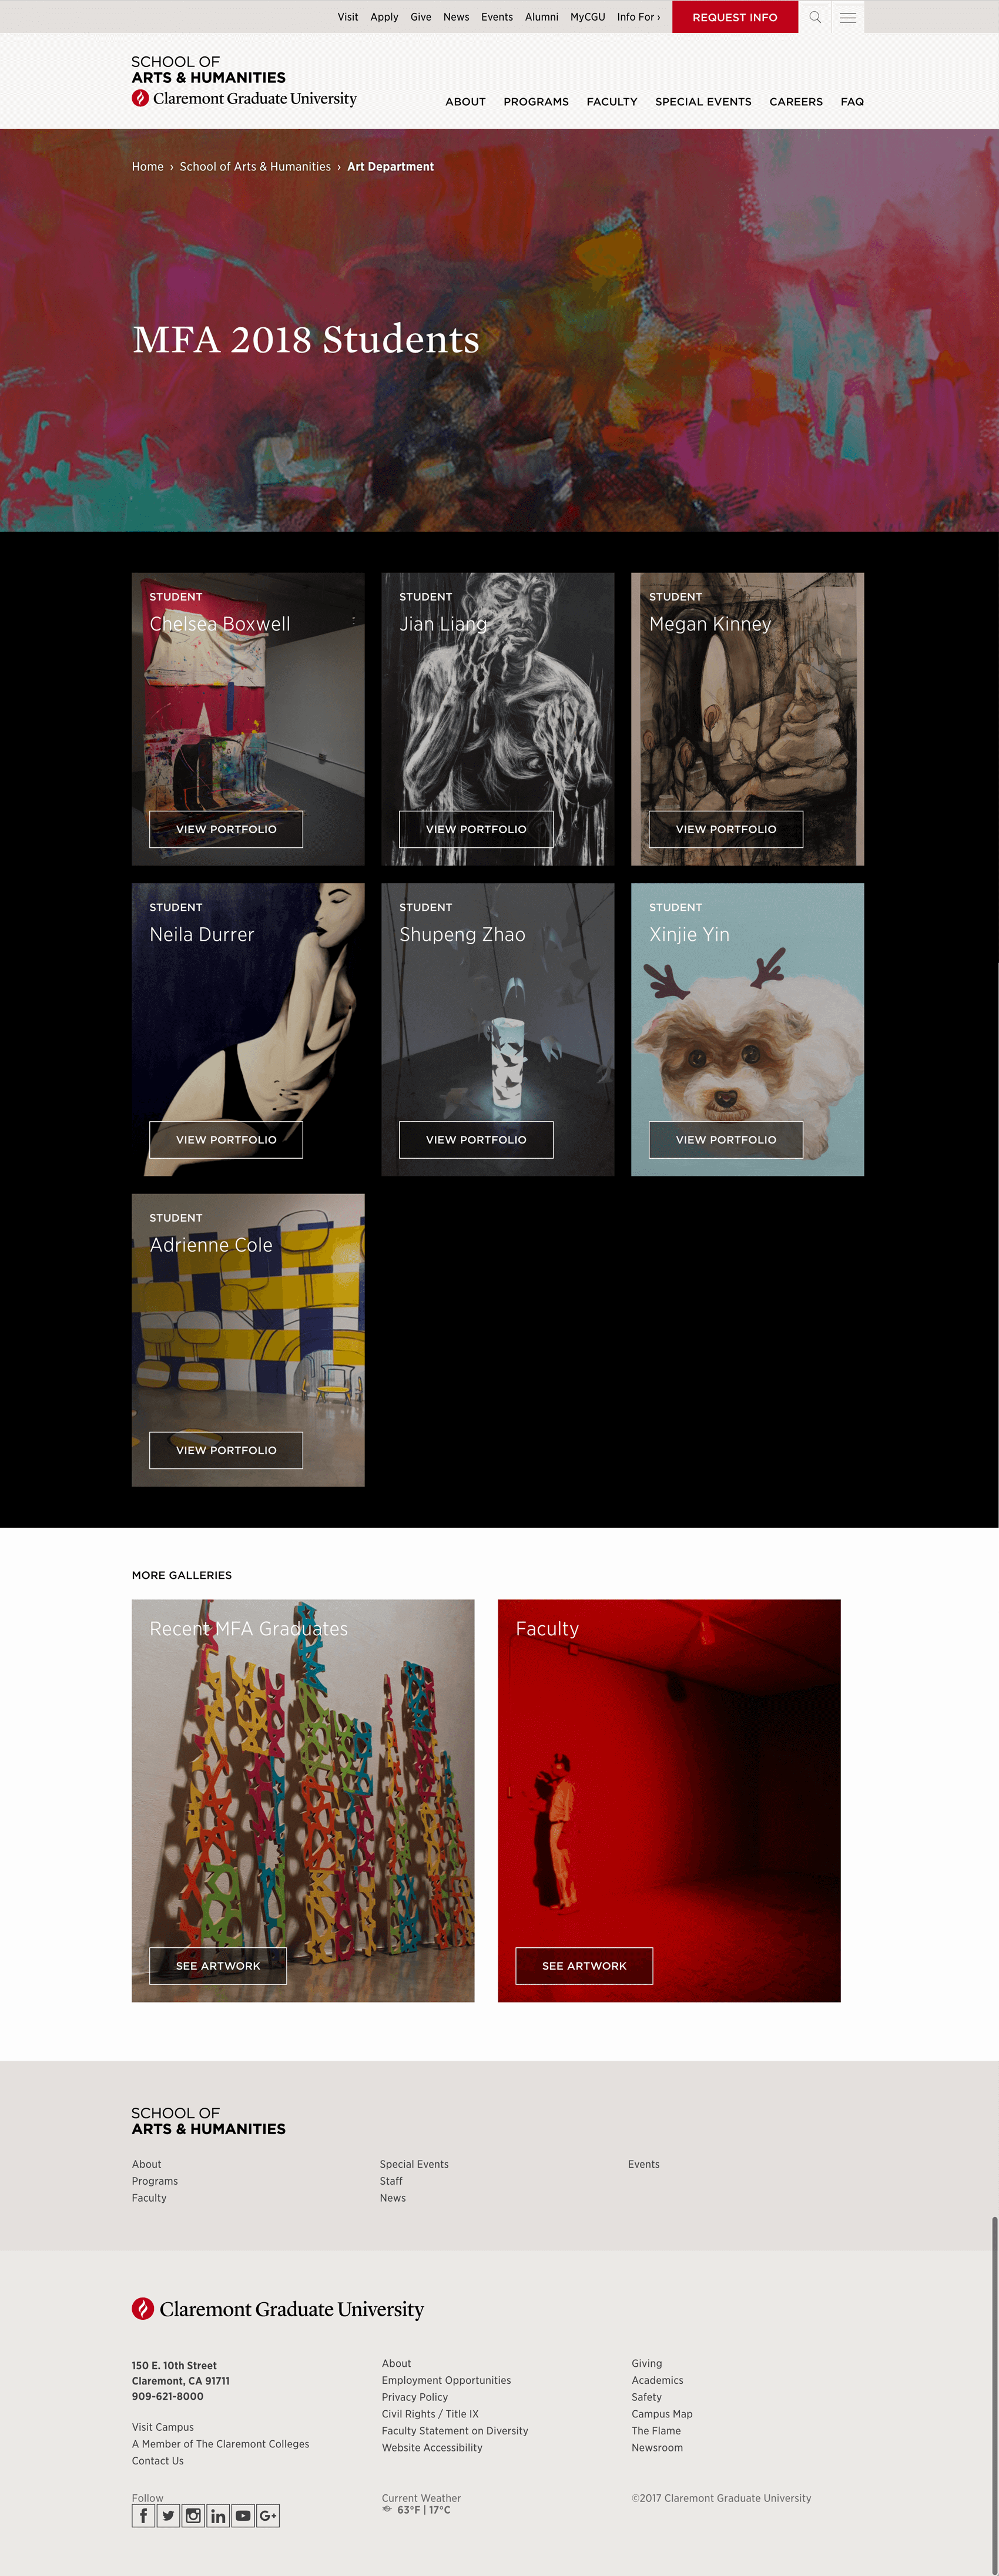 Visit Apply Give News Events Alumni MyCGU Info For › REQUEST INFO
SCHOOL OF
ARTS & HUMANITIES
Claremont Graduate University
ABOUT PROGRAMS FACULTY SPECIAL EVENTS CAREERS FAQ
Home › School of Arts & Humanities › Art Department
MFA 2018 Students
STUDENT
Chelsea Boxwell
VIEW PORTFOLIO
STUDENT
Jian Liang
VIEW PORTFOLIO
STUDENT
Megan Kinney
VIEW PORTFOLIO
STUDENT
Neila Durrer
VIEW PORTFOLIO
STUDENT
Shupeng Zhao
VIEW PORTFOLIO
STUDENT
Xinjie Yin
VIEW PORTFOLIO
STUDENT
Adrienne Cole
VIEW PORTFOLIO
MORE GALLERIES
Recent MFA Graduates
SEE ARTWORK
Faculty
SEE ARTWORK
SCHOOL OF
ARTS & HUMANITIES
About
Programs
Faculty
Special Events
Staff
News
Events
Claremont Graduate University
150 E. 10th Street
Claremont, CA 91711
909-621-8000
Visit Campus
A Member of The Claremont Colleges
Contact Us
About
Employment Opportunities
Privacy Policy
Civil Rights / Title IX
Faculty Statement on Diversity
Website Accessibility
Giving
Academics
Safety
Campus Map
The Flame
Newsroom
Follow
f in G+
Current Weather
63°F | 17°C
©2017 Claremont Graduate University